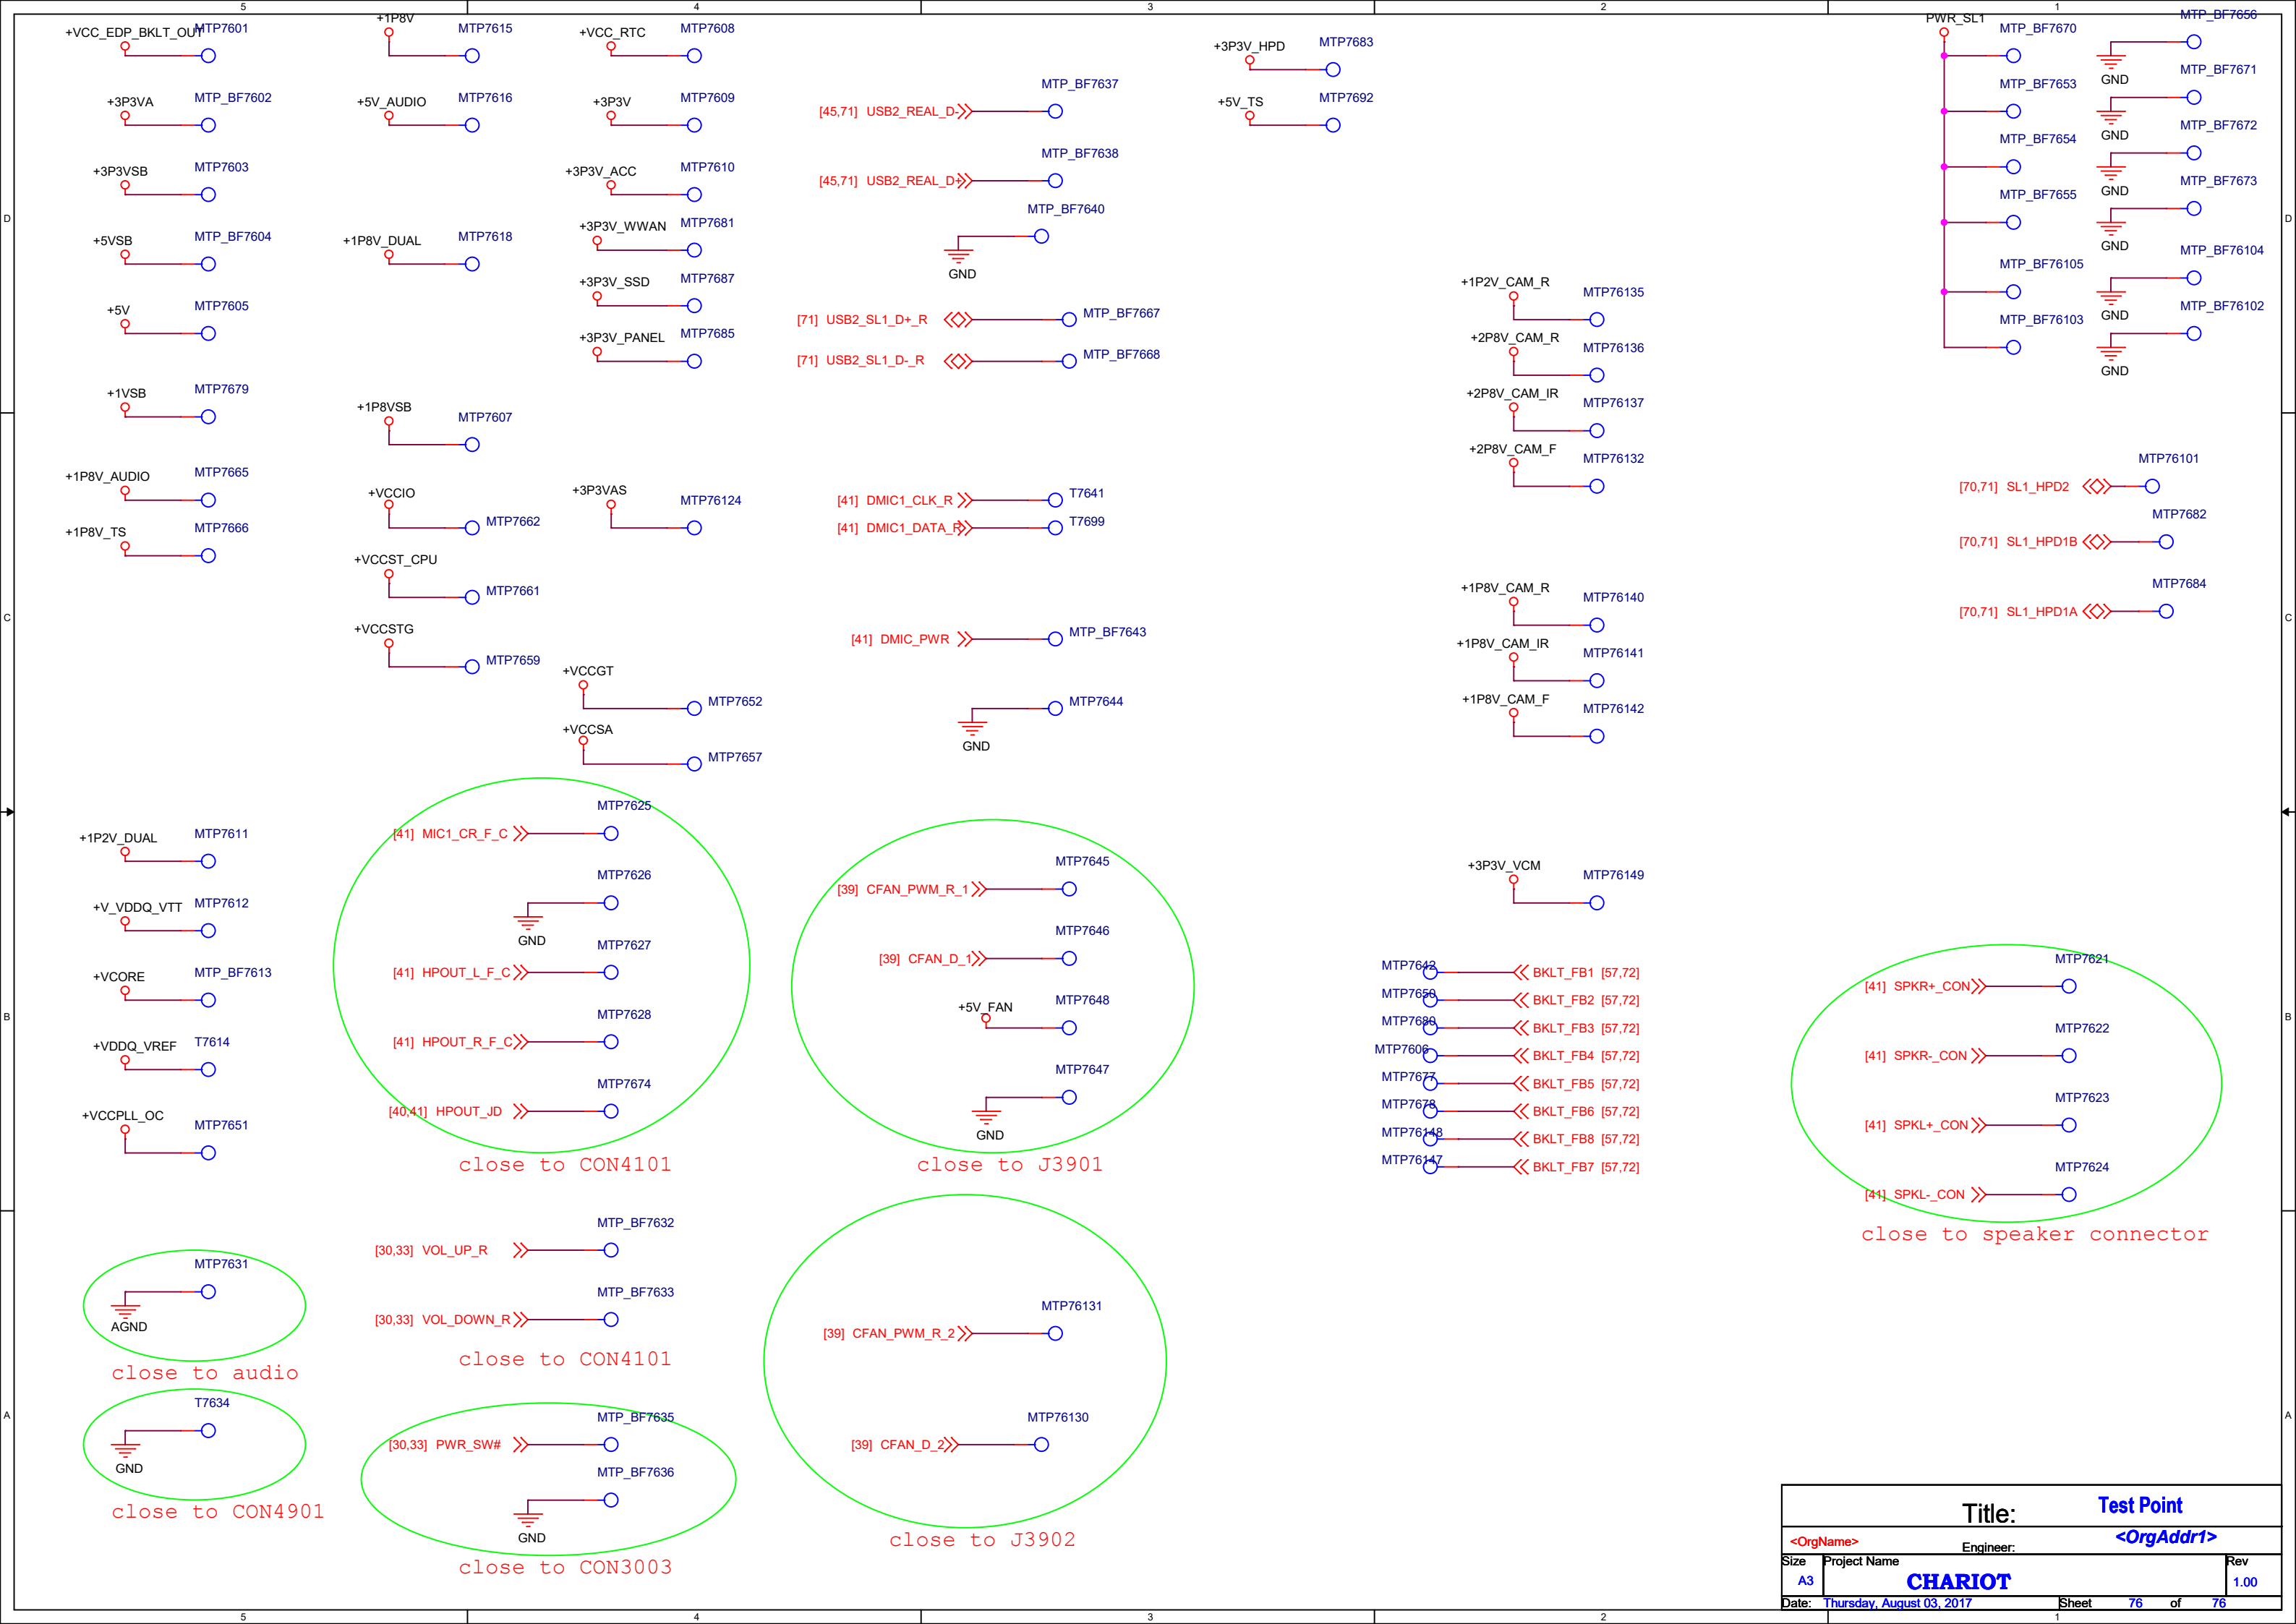 5 4 3 2 1
+VCC_EDP_BKLT_OUT MTP7601
+3P3VA MTP_BF7602
+3P3VSB MTP7603
+5VSB MTP_BF7604
+5V MTP7605
+1VSB MTP7679
+1P8V_AUDIO MTP7665
+1P8V_TS MTP7666
+1P8V MTP7615
+5V_AUDIO MTP7616
+1P8V_DUAL MTP7618
+1P8VSB MTP7607
+VCCIO MTP7662
+VCCST_CPU MTP7661
+VCCSTG MTP7659
+VCC_RTC MTP7608
+3P3V MTP7609
+3P3V_ACC MTP7610
+3P3V_WWAN MTP7681
+3P3V_SSD MTP7687
+3P3V_PANEL MTP7685
+3P3VAS MTP76124
+VCCGT MTP7652
+VCCSA MTP7657
[45,71] USB2_REAL_D- MTP_BF7637
[45,71] USB2_REAL_D+ MTP_BF7638
MTP_BF7640
GND
[71] USB2_SL1_D+_R MTP_BF7667
[71] USB2_SL1_D-_R MTP_BF7668
[41] DMIC1_CLK_R T7641
[41] DMIC1_DATA_R T7699
[41] DMIC_PWR MTP_BF7643
MTP7644
GND
+3P3V_HPD MTP7683
+5V_TS MTP7692
+1P2V_CAM_R MTP76135
+2P8V_CAM_R MTP76136
+2P8V_CAM_IR MTP76137
+2P8V_CAM_F MTP76132
+1P8V_CAM_R MTP76140
+1P8V_CAM_IR MTP76141
+1P8V_CAM_F MTP76142
+3P3V_VCM MTP76149
PWR_SL1
MTP_BF7670
MTP_BF7653
MTP_BF7654
MTP_BF7655
MTP_BF76105
MTP_BF76103
MTP_BF7656
GND
MTP_BF7671
GND
MTP_BF7672
GND
MTP_BF7673
GND
MTP_BF76104
GND
MTP_BF76102
GND
MTP76101
[70,71] SL1_HPD2
MTP7682
[70,71] SL1_HPD1B
MTP7684
[70,71] SL1_HPD1A
D D
C C
B B
A A
+1P2V_DUAL MTP7611
+V_VDDQ_VTT MTP7612
+VCORE MTP_BF7613
+VDDQ_VREF T7614
+VCCPLL_OC MTP7651
MTP7625
[41] MIC1_CR_F_C
MTP7626
GND
MTP7627
[41] HPOUT_L_F_C
MTP7628
[41] HPOUT_R_F_C
MTP7674
[40,41] HPOUT_JD
close to CON4101
MTP7645
[39] CFAN_PWM_R_1
MTP7646
[39] CFAN_D_1
+5V_FAN MTP7648
MTP7647
GND
close to J3901
MTP7642 BKLT_FB1 [57,72]
MTP7650 BKLT_FB2 [57,72]
MTP7680 BKLT_FB3 [57,72]
MTP7606 BKLT_FB4 [57,72]
MTP7677 BKLT_FB5 [57,72]
MTP7678 BKLT_FB6 [57,72]
MTP76148 BKLT_FB8 [57,72]
MTP76147 BKLT_FB7 [57,72]
MTP7621
[41] SPKR+_CON
MTP7622
[41] SPKR-_CON
MTP7623
[41] SPKL+_CON
MTP7624
[41] SPKL-_CON
close to speaker connector
MTP7631
AGND
close to audio
T7634
GND
close to CON4901
MTP_BF7632
[30,33] VOL_UP_R
MTP_BF7633
[30,33] VOL_DOWN_R
close to CON4101
MTP_BF7635
[30,33] PWR_SW#
MTP_BF7636
GND
close to CON3003
MTP76131
[39] CFAN_PWM_R_2
MTP76130
[39] CFAN_D_2
close to J3902
Title: Test Point
<OrgName> Engineer: <OrgAddr1>
Size Project Name Rev
A3 CHARIOT 1.00
Date: Thursday, August 03, 2017 Sheet 76 of 76
5 4 3 2 1